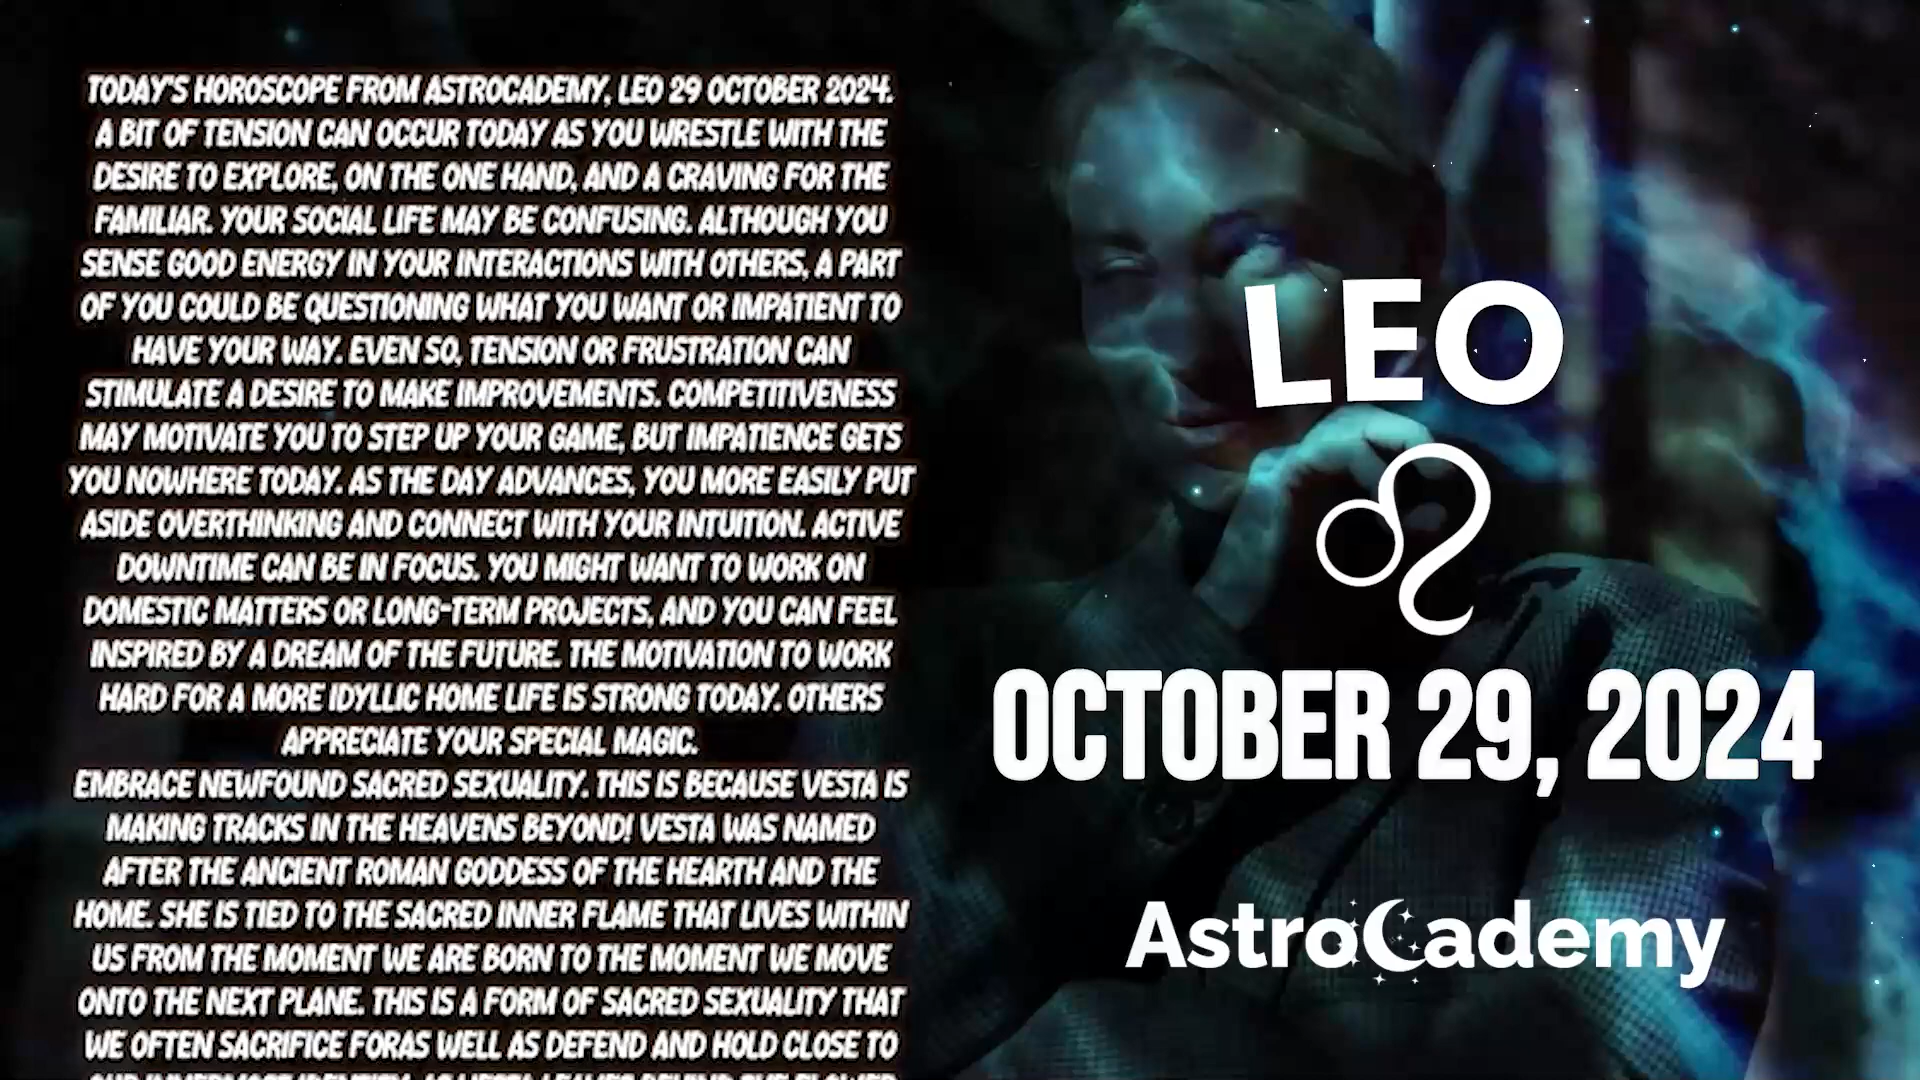 TODAY'S HOROSCOPE FROM ASTROCADEMY, LEO 29 OCTOBER 2024.
A BIT OF TENSION CAN OCCUR TODAY AS YOU WRESTLE WITH THE
DESIRE TO EXPLORE, ON THE ONE HAND, AND A CRAVING FOR THE
FAMILIAR. YOUR SOCIAL LIFE MAY BE CONFUSING. ALTHOUGH YOU
SENSE GOOD ENERGY IN YOUR INTERACTIONS WITH OTHERS, A PART
OF YOU COULD BE QUESTIONING WHAT YOU WANT OR IMPATIENT TO
HAVE YOUR WAY. EVEN SO, TENSION OR FRUSTRATION CAN
STIMULATE A DESIRE TO MAKE IMPROVEMENTS. COMPETITIVENESS
MAY MOTIVATE YOU TO STEP UP YOUR GAME, BUT IMPATIENCE GETS
YOU NOWHERE TODAY. AS THE DAY ADVANCES, YOU MORE EASILY PUT
ASIDE OVERTHINKING AND CONNECT WITH YOUR INTUITION. ACTIVE
DOWNTIME CAN BE IN FOCUS. YOU MIGHT WANT TO WORK ON
DOMESTIC MATTERS OR LONG-TERM PROJECTS, AND YOU CAN FEEL
INSPIRED BY A DREAM OF THE FUTURE. THE MOTIVATION TO WORK
HARD FOR A MORE IDYLLIC HOME LIFE IS STRONG TODAY. OTHERS
APPRECIATE YOUR SPECIAL MAGIC.
EMBRACE NEWFOUND SACRED SEXUALITY. THIS IS BECAUSE VESTA IS
MAKING TRACKS IN THE HEAVENS BEYOND! VESTA WAS NAMED
AFTER THE ANCIENT ROMAN GODDESS OF THE HEARTH AND THE
HOME. SHE IS TIED TO THE SACRED INNER FLAME THAT LIVES WITHIN
US FROM THE MOMENT WE ARE BORN TO THE MOMENT WE MOVE
ONTO THE NEXT PLANE. THIS IS A FORM OF SACRED SEXUALITY THAT
WE OFTEN SACRIFICE FORAS WELL AS DEFEND AND HOLD CLOSE TO
LEO
OCTOBER 29, 2024
AstroCademy